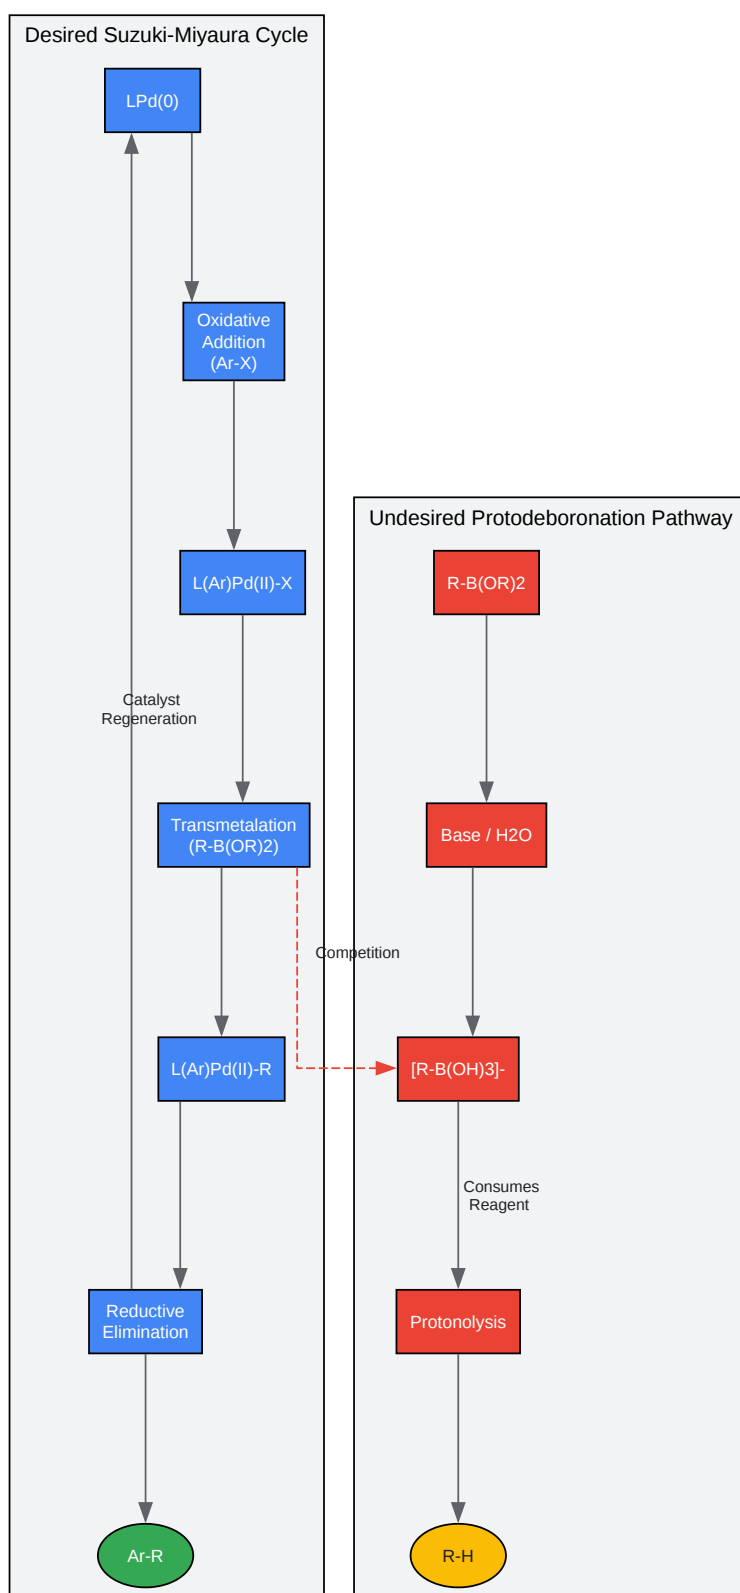 Desired Suzuki-Miyaura Cycle
LPd(0)
Oxidative
Addition
(Ar-X)
L(Ar)Pd(II)-X
Catalyst
Regeneration
Transmetalation
(R-B(OR)2)
Competition
L(Ar)Pd(II)-R
Reductive
Elimination
Ar-R
Undesired Protodeboronation Pathway
R-B(OR)2
Base / H2O
[R-B(OH)3]-
Consumes
Reagent
Protonolysis
R-H